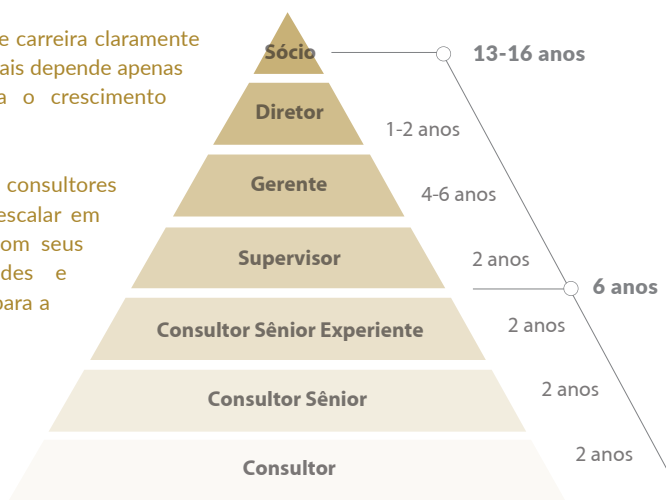 e carreira claramente
ais depende apenas
a o crescimento
consultores
escalar em
om seus
des e
para a
Sócio
13-16 anos
Diretor
1-2 anos
Gerente
4-6 anos
Supervisor
2 anos
6 anos
Consultor Sênior Experiente
2 anos
Consultor Sênior
2 anos
Consultor
2 anos